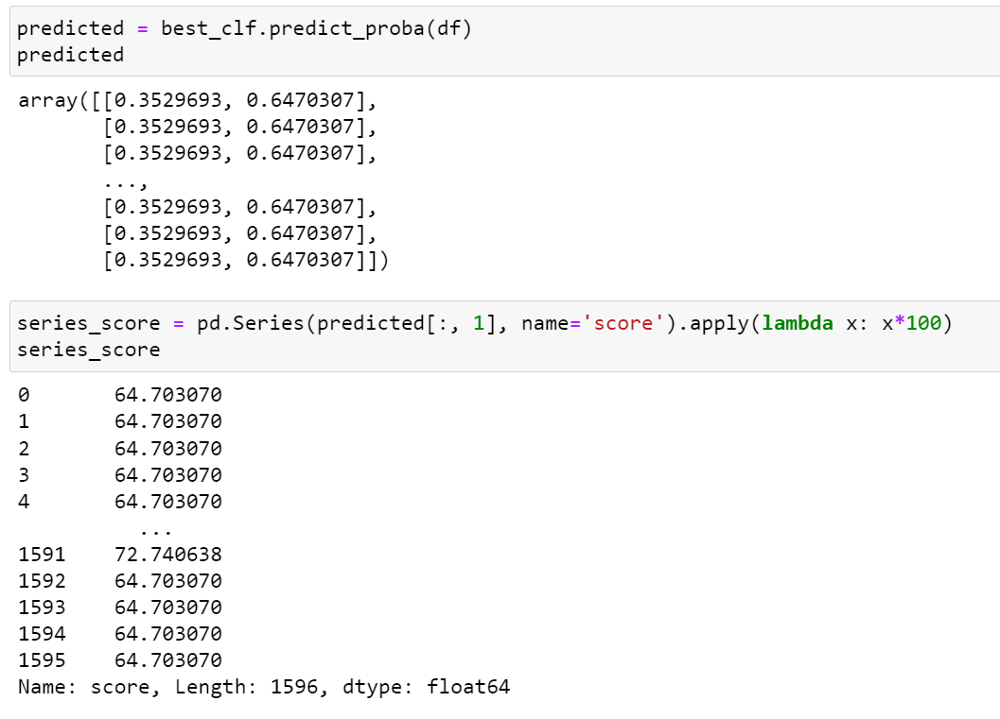 predicted = best_clf.predict_proba(df)
predicted
array([[0.3529693, 0.6470307],
       [0.3529693, 0.6470307],
       [0.3529693, 0.6470307],
       ...,
       [0.3529693, 0.6470307],
       [0.3529693, 0.6470307],
       [0.3529693, 0.6470307]])
series_score = pd.Series(predicted[:, 1], name='score').apply(lambda x: x*100)
series_score
0       64.703070
1       64.703070
2       64.703070
3       64.703070
4       64.703070
          ...
1591    72.740638
1592    64.703070
1593    64.703070
1594    64.703070
1595    64.703070
Name: score, Length: 1596, dtype: float64